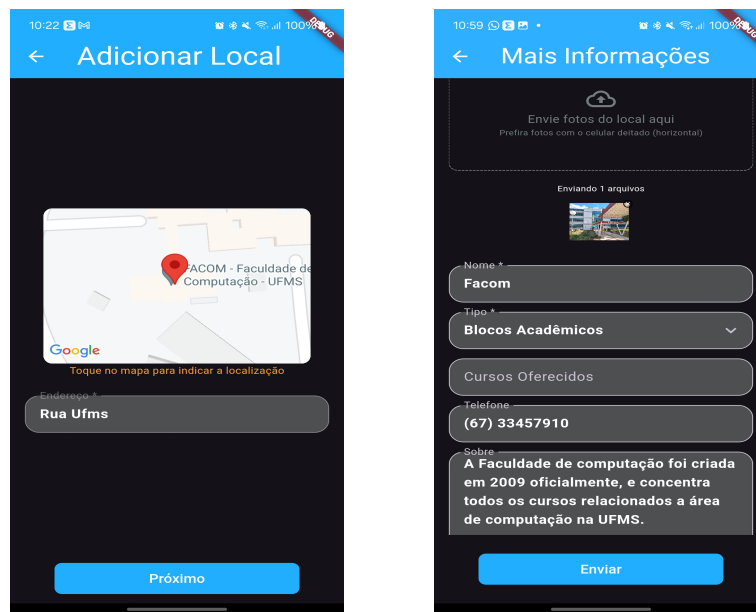 10:22
100%
DEBUG
Adicionar Local
FACOM - Faculdade de
Computação - UFMS
Google
Toque no mapa para indicar a localização
Endereço *
Rua Ufms
Próximo
10:59
100%
DEBUG
Mais Informações
Envie fotos do local aqui
Prefira fotos com o celular deitado (horizontal)
Enviando 1 arquivos
Nome *
Facom
Tipo *
Blocos Acadêmicos
Cursos Oferecidos
Telefone
(67) 33457910
Sobre
A Faculdade de computação foi criada
em 2009 oficialmente, e concentra
todos os cursos relacionados a área
de computação na UFMS.
Enviar